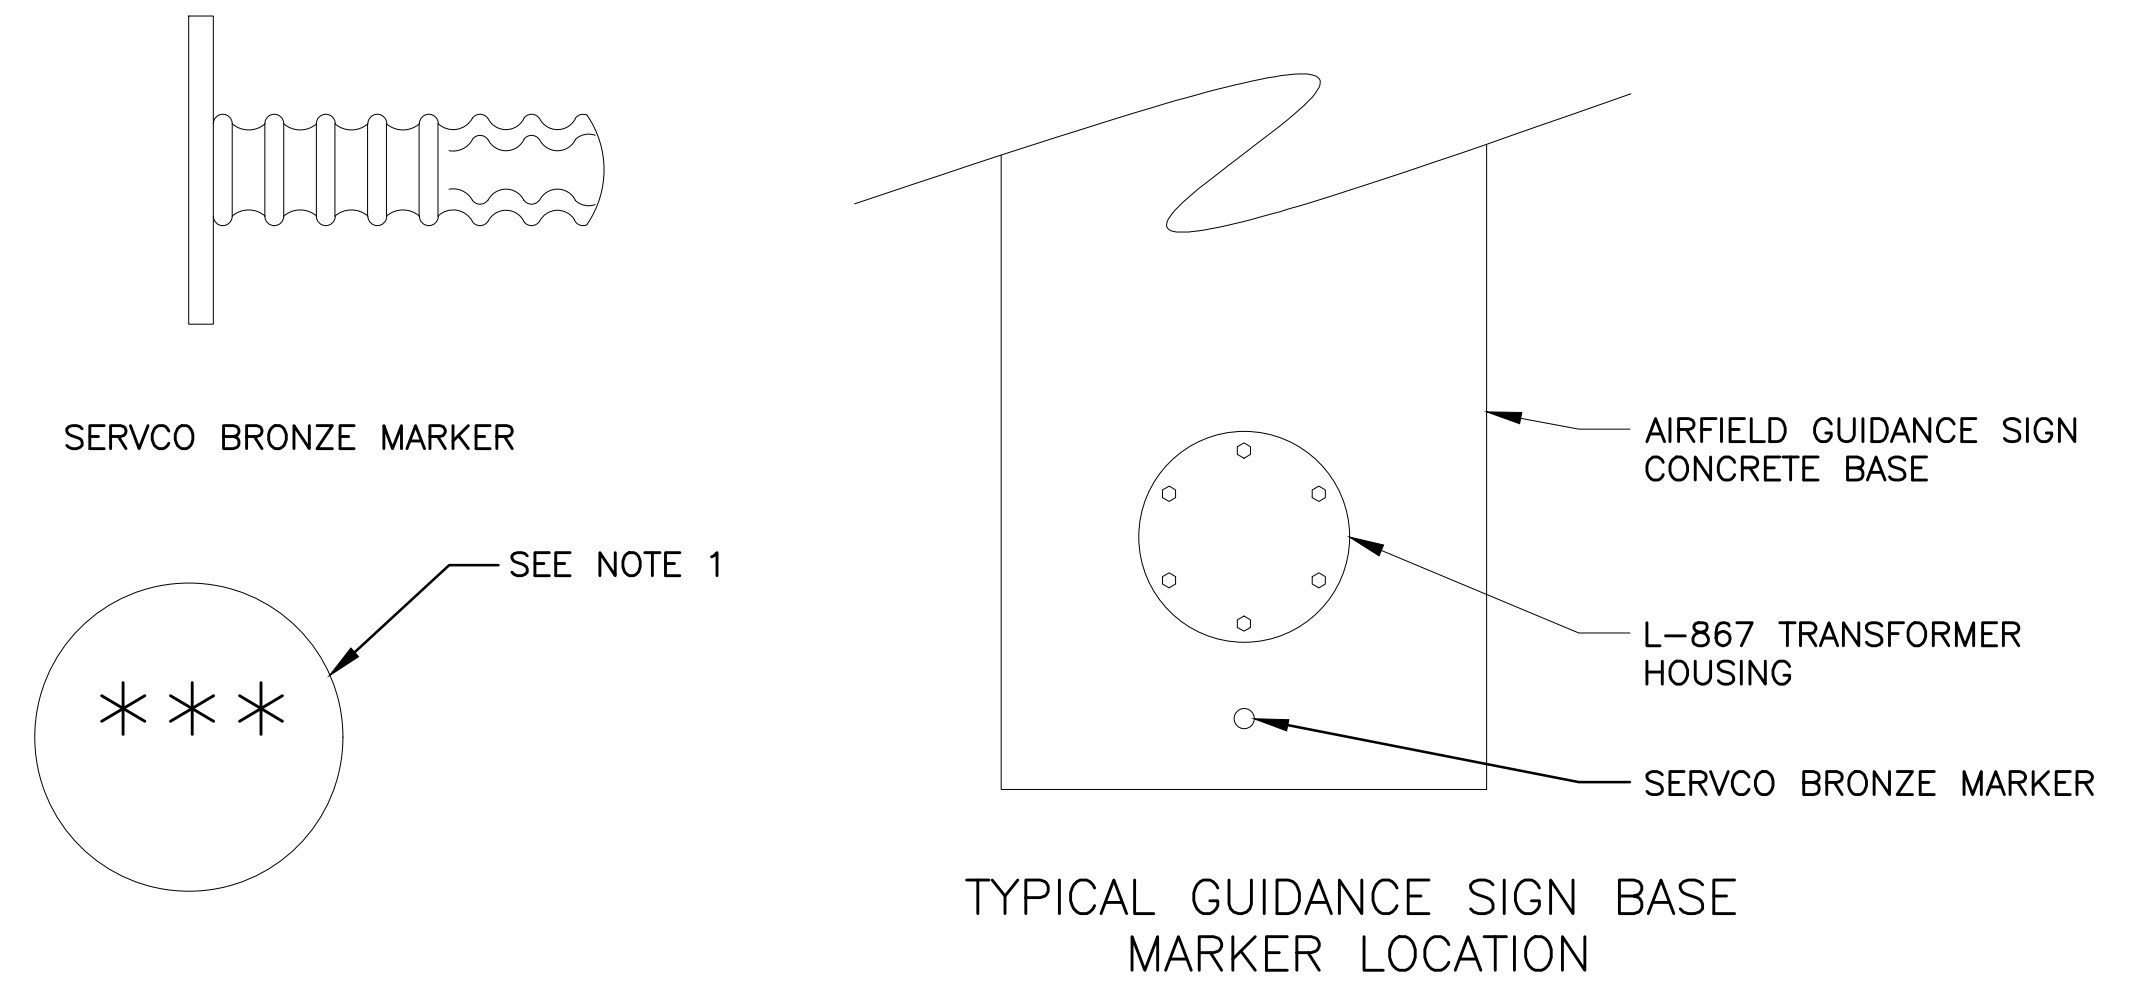 SERVCO BRONZE MARKER
SEE NOTE 1
***
AIRFIELD GUIDANCE SIGN
CONCRETE BASE
L-867 TRANSFORMER
HOUSING
SERVCO BRONZE MARKER
TYPICAL GUIDANCE SIGN BASE
MARKER LOCATION